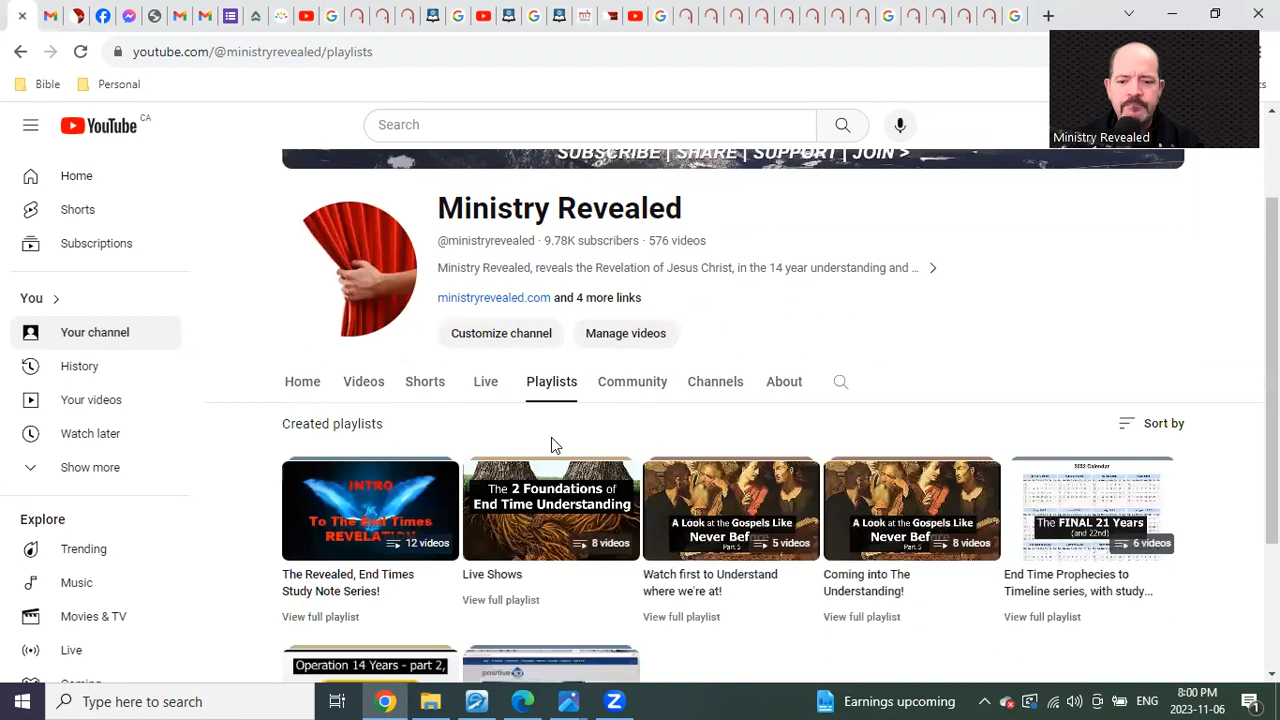 youtube.com/@ministryrevealed/playlists
Bible
Personal
YouTube CA
Search
Ministry Revealed
SUBSCRIBE | SHARE | SUPPORT | JOIN >
Home
Shorts
Subscriptions
You
Your channel
History
Your videos
Watch later
Show more
Explore
Trending
Music
Movies & TV
Live
Ministry Revealed
@ministryrevealed · 9.78K subscribers · 576 videos
Ministry Revealed, reveals the Revelation of Jesus Christ, in the 14 year understanding and ...
ministryrevealed.com and 4 more links
Customize channel
Manage videos
Home
Videos
Shorts
Live
Playlists
Community
Channels
About
Created playlists
Sort by
INTRO
To The End Times
REVELATION
12 videos
The Revealed, End Times
Study Note Series!
View full playlist
The 2 Foundations of
End Time Understanding
8 videos
Live Shows
View full playlist
A Look at the Gospels Like
Never Before
Part 5
5 videos
Watch first to Understand
where we're at!
View full playlist
A Look at the Gospels Like
Never Before
Part 5
8 videos
Coming into The
Understanding!
View full playlist
The FINAL 21 Years
(and 22nd)
6 videos
End Time Prophecies to
Timeline series, with study...
View full playlist
Operation 14 Years - part 2,
Type here to search
Earnings upcoming
ENG
8:00 PM
2023-11-06